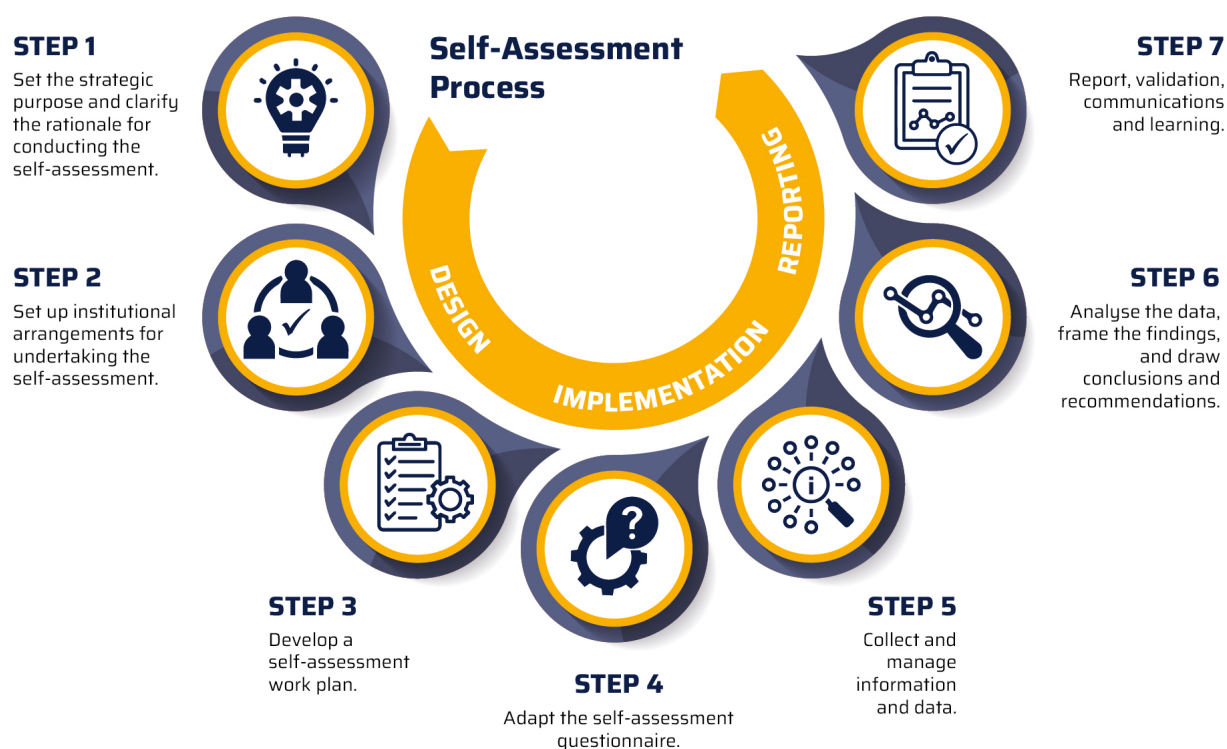 Self-Assessment
Process
STEP 1
Set the strategic
purpose and clarify
the rationale for
conducting the
self-assessment.
STEP 2
Set up institutional
arrangements for
undertaking the
self-assessment.
STEP 3
Develop a
self-assessment
work plan.
STEP 4
Adapt the self-assessment
questionnaire.
STEP 5
Collect and
manage
information
and data.
STEP 6
Analyse the data,
frame the findings,
and draw
conclusions and
recommendations.
STEP 7
Report, validation,
communications
and learning.
DESIGN
IMPLEMENTATION
REPORTING
?
i